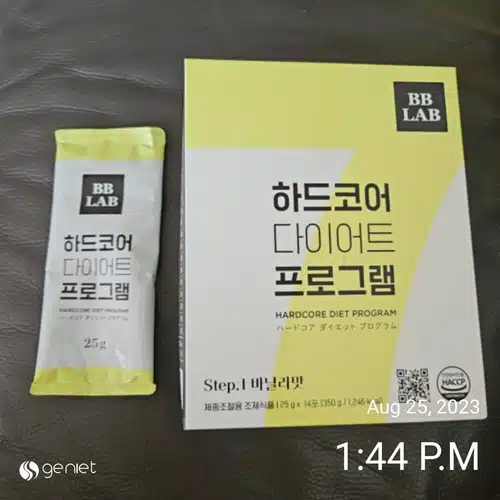 BB
LAB
하드코어
다이어트
프로그램
HARDCORE DIET PROGRAM
ハードコア ダイエット プログラム
25g
BB
LAB
하드코어
다이어트
프로그램
HARDCORE DIET PROGRAM
ハードコア ダイエット プログラム
Step.1 바닐라맛
체중조절용 조제식품 | 25 g x 14포 (350 g / 1,246 kcal)
HACCP
Aug 25, 2023
1:44 P.M
geniet